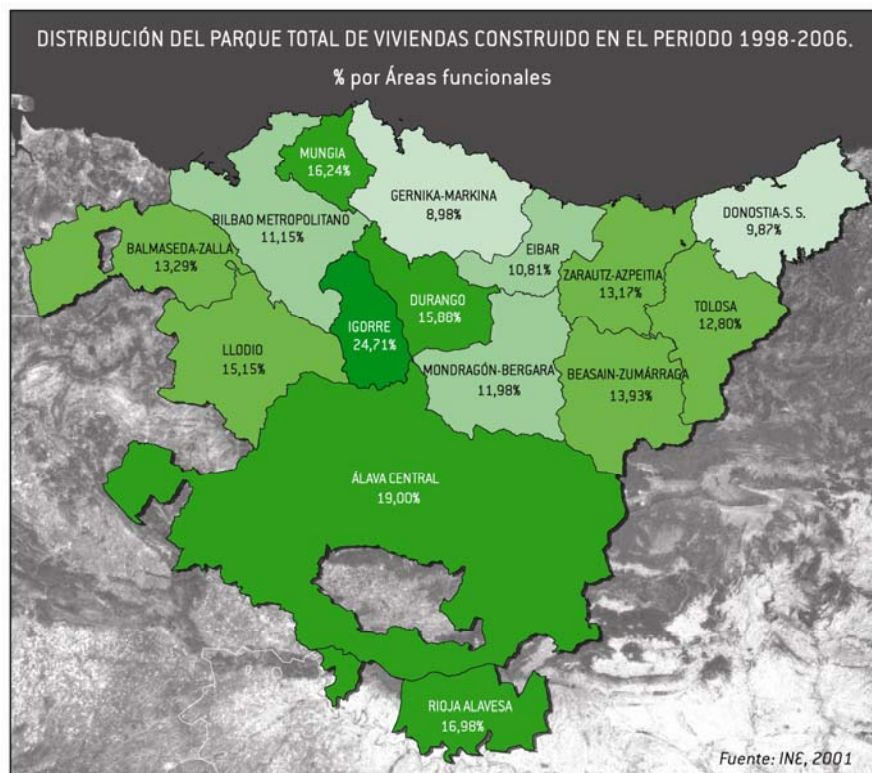 DISTRIBUCIÓN DEL PARQUE TOTAL DE VIVIENDAS CONSTRUIDO EN EL PERIODO 1998-2006.
% por Áreas funcionales
MUNGIA
16,24%
GERNIKA-MARKINA
8,98%
DONOSTIA-S. S.
9,87%
BILBAO METROPOLITANO
11,15%
EIBAR
10,81%
BALMASEDA-ZALLA
13,29%
ZARAUTZ-AZPEITIA
13,17%
DURANGO
15,88%
TOLOSA
12,80%
IGORRE
24,71%
LLODIO
15,15%
MONDRAGÓN-BERGARA
11,98%
BEASAIN-ZUMÁRRAGA
13,93%
ÁLAVA CENTRAL
19,00%
RIOJA ALAVESA
16,98%
Fuente: INE, 2001